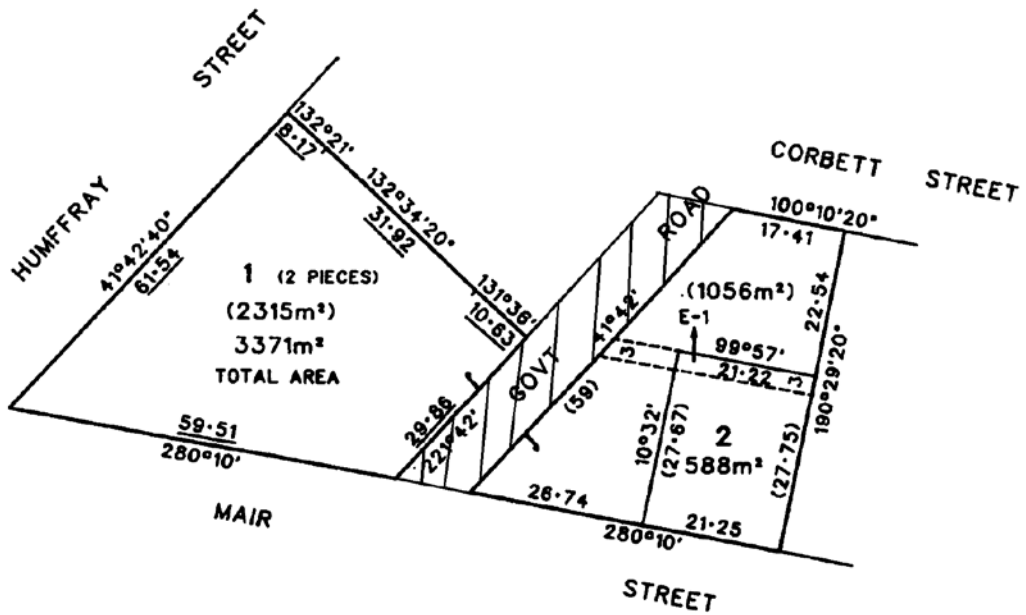 STREET
HUMFFRAY
132°21'
8·17
132°34'20"
31·92
131°36'
10·63
41°42'40"
61·54
1 (2 PIECES)
(2315m²)
3371m²
TOTAL AREA
59·51
280°10'
MAIR
29·86
221°42'
GOVT
ROAD
41°42'
(59)
CORBETT STREET
100°10'20"
17·41
.(1056m²)
E-1
22·54
99°57'
21·22
3
3
190°29'20"
10°32'
(27·67)
2
588m²
(27·75)
26·74
21·25
280°10'
STREET